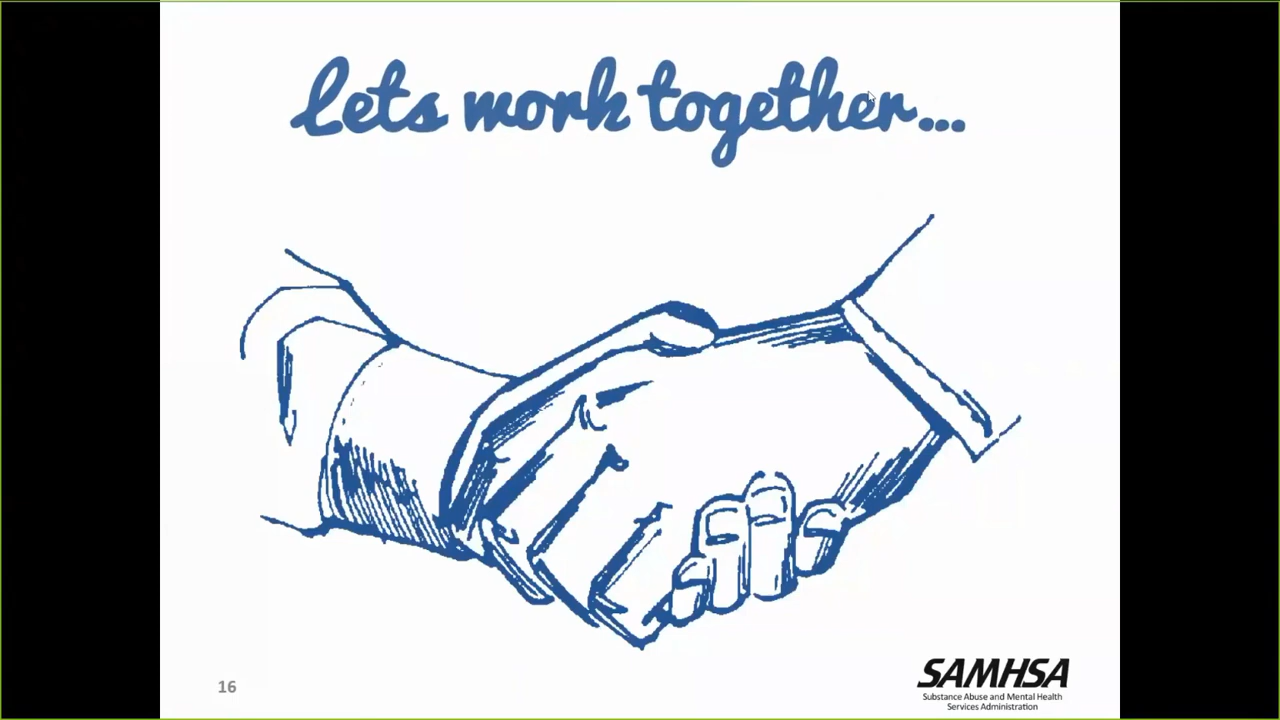 Lets work together...
16
SAMHSA
Substance Abuse and Mental Health
Services Administration